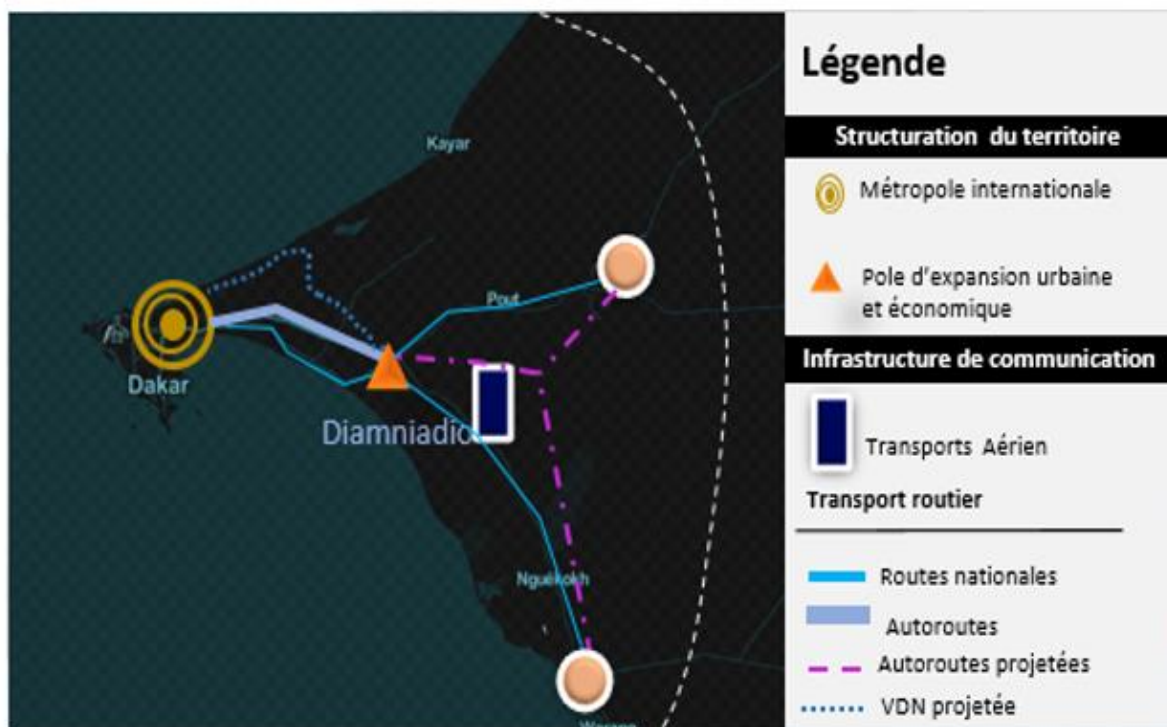 Kayar
Pout
Dakar
Diamniadio
Nguékokh
Légende
Structuration du territoire
Métropole internationale
Pole d'expansion urbaine
et économique
Infrastructure de communication
Transports Aérien
Transport routier
Routes nationales
Autoroutes
Autoroutes projetées
VDN projetée